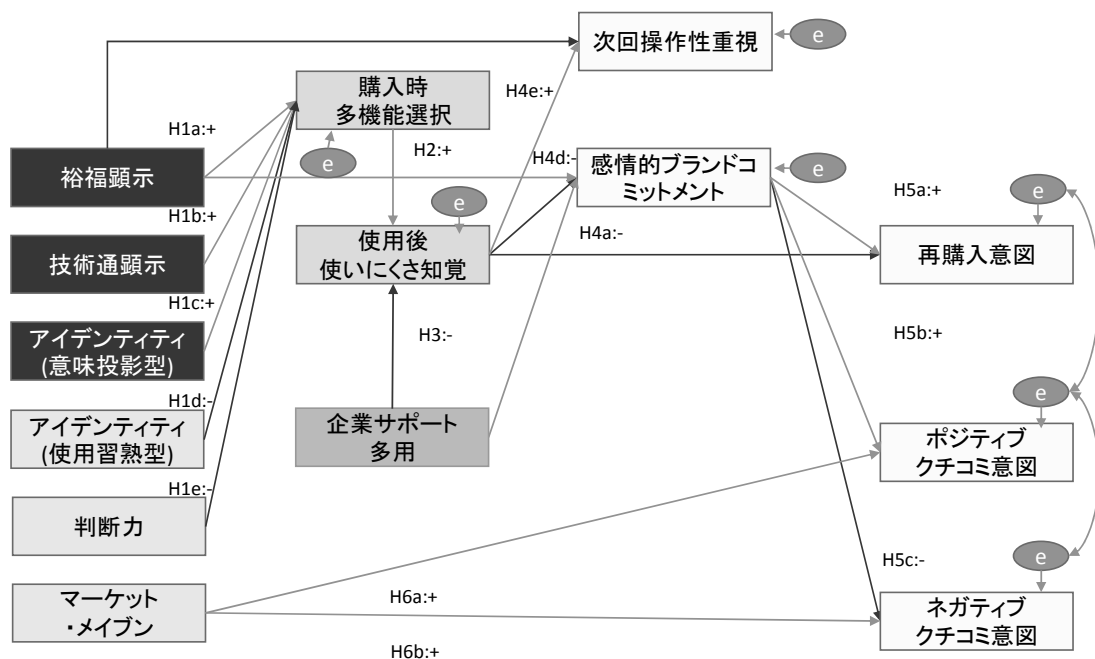 次回操作性重視
e
購入時
多機能選択
H4e:+
H1a:+
e
H2:+
裕福顕示
H4d:-
感情的ブランドコ
ミットメント
e
e
H5a:+
e
H1b:+
技術通顕示
使用後
使いにくさ知覚
H4a:-
再購入意図
H1c:+
アイデンティティ
(意味投影型)
H3:-
H5b:+
H1d:-
アイデンティティ
(使用習熟型)
企業サポート
多用
e
ポジティブ
クチコミ意図
H1e:-
判断力
e
H5c:-
マーケット
・メイブン
H6a:+
ネガティブ
クチコミ意図
H6b:+